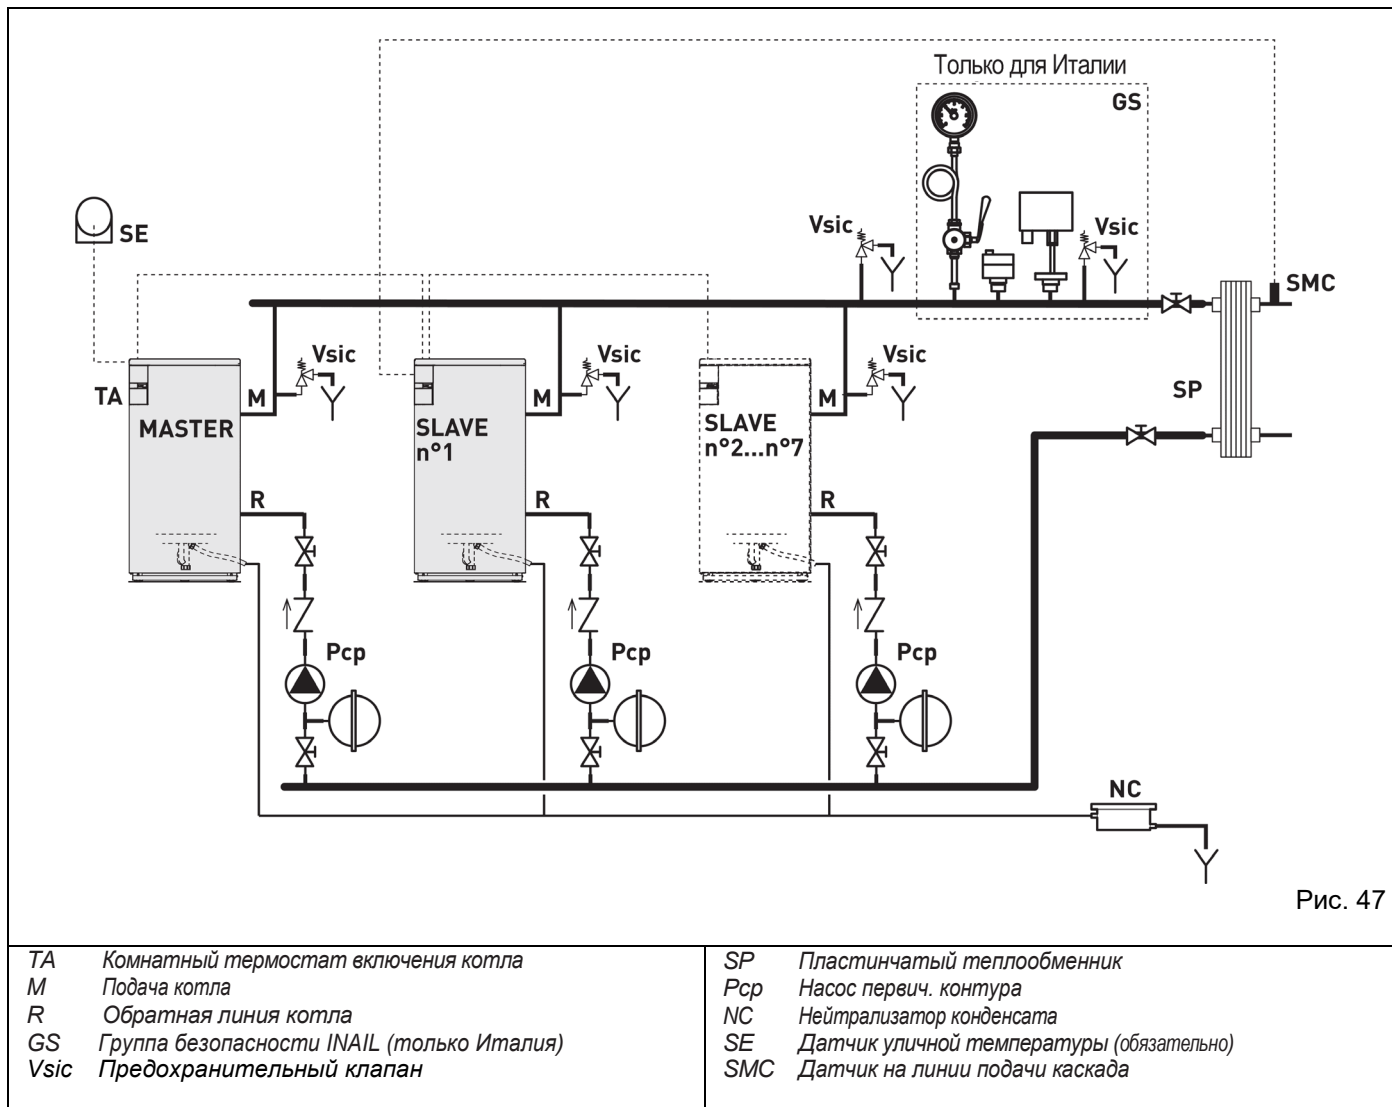 Только для Италии
GS
Vsic
Vsic
SE
SMC
Vsic
Vsic
Vsic
TA
M
M
M
SP
MASTER
SLAVE
n°1
SLAVE
n°2...n°7
R
R
R
Pcp
Pcp
Pcp
NC
Рис. 47
TA Комнатный термостат включения котла
M Подача котла
R Обратная линия котла
GS Группа безопасности INAIL (только Италия)
Vsic Предохранительный клапан
SP Пластинчатый теплообменник
Pcp Насос первич. контура
NC Нейтрализатор конденсата
SE Датчик уличной температуры (обязательно)
SMC Датчик на линии подачи каскада